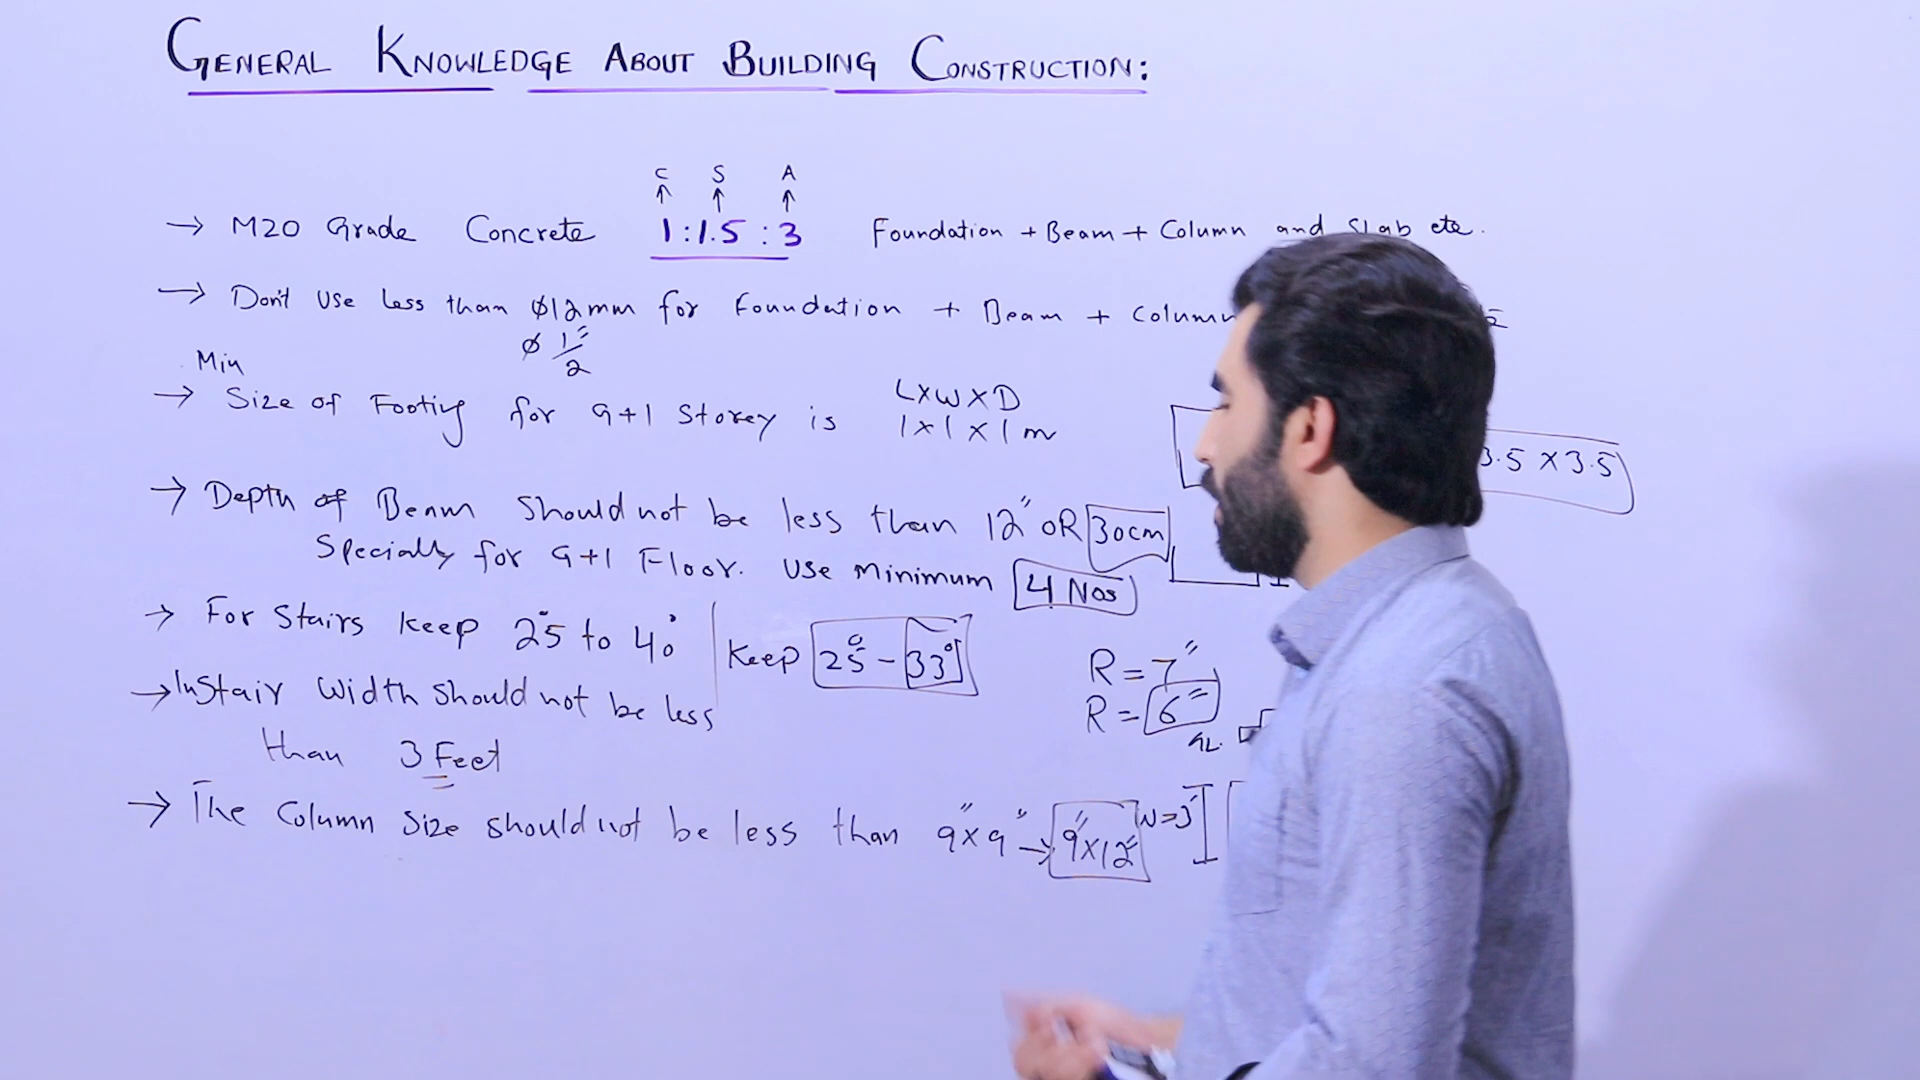 GENERAL KNOWLEDGE ABOUT BUILDING CONSTRUCTION:
C S A
→ M20 Grade Concrete 1:1.5:3 Foundation + Beam + Column and Slab etc.
→ Don't Use Less than ϕ12mm for Foundation + Beam + Column
ϕ 1/2"
Min
→ Size of Footing for G+1 Storey is
L×W×D
1×1×1m
3.5 × 3.5
→ Depth of Beam Should not be less than 12" OR 30cm
Specially for G+1 Floor. Use Minimum 4 Nos
→ For Stairs Keep 25° to 40° | Keep 25° - 33°
R = 7"
R = 6"
→ In Stair Width Should not be less
than 3 Feet
GL.
→ The Column Size should not be less than 9"×9" → 9"×12" W=3'